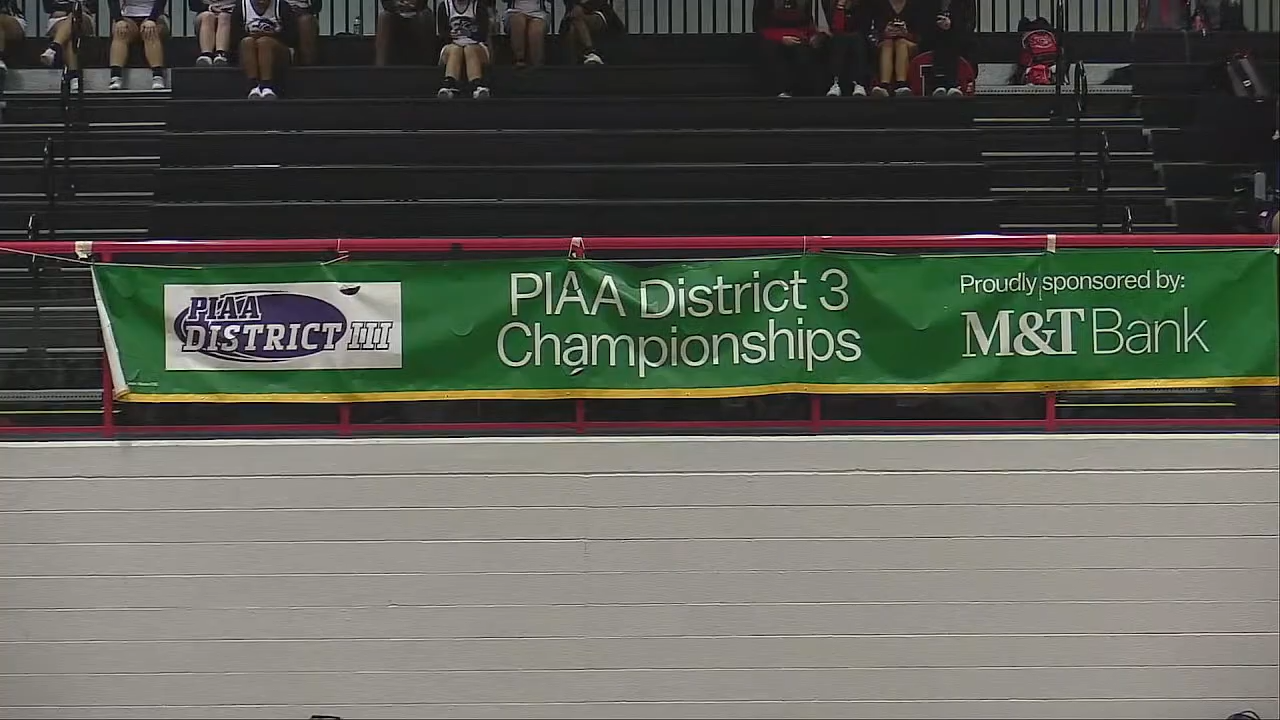 PIAA
DISTRICT III
PIAA District 3
Championships
Proudly sponsored by:
M&T Bank